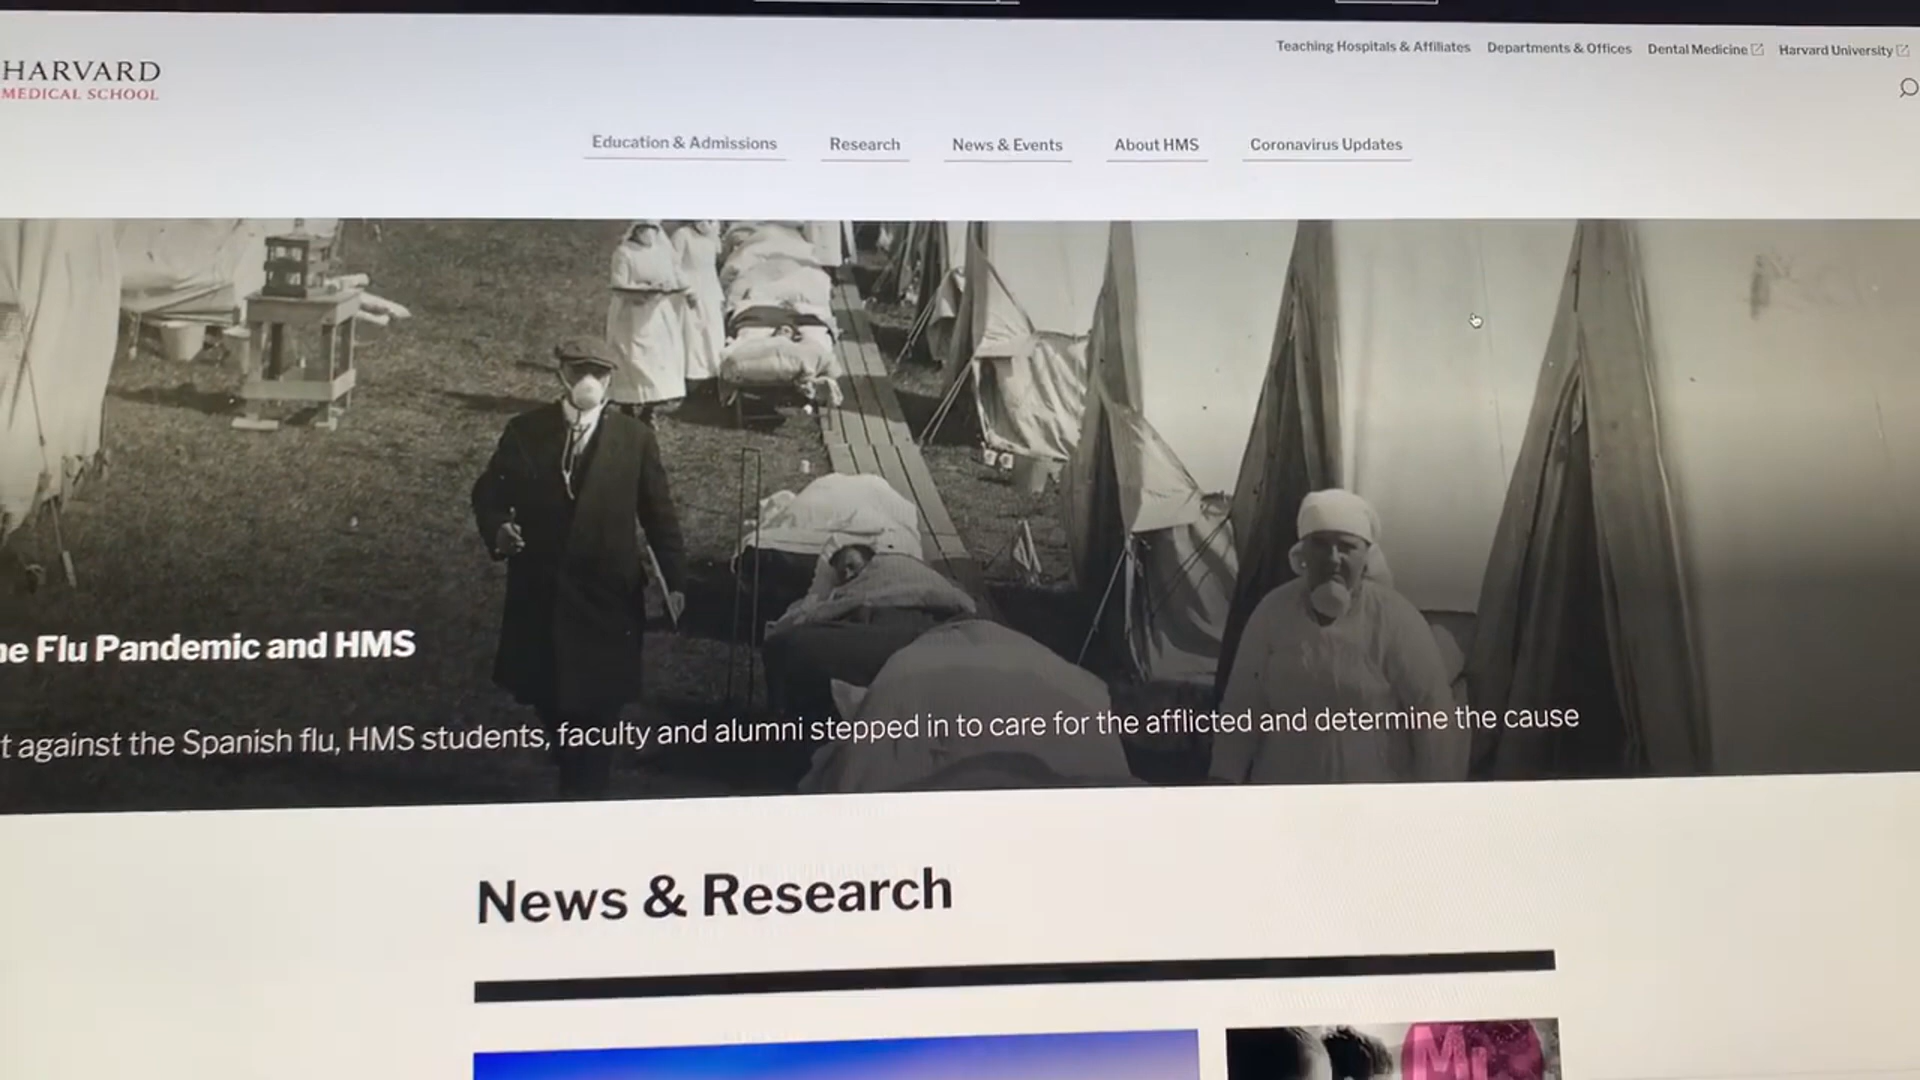 Teaching Hospitals & Affiliates Departments & Offices Dental Medicine Harvard University
HARVARD
MEDICAL SCHOOL
Education & Admissions Research News & Events About HMS Coronavirus Updates
he Flu Pandemic and HMS
t against the Spanish flu, HMS students, faculty and alumni stepped in to care for the afflicted and determine the cause
News & Research